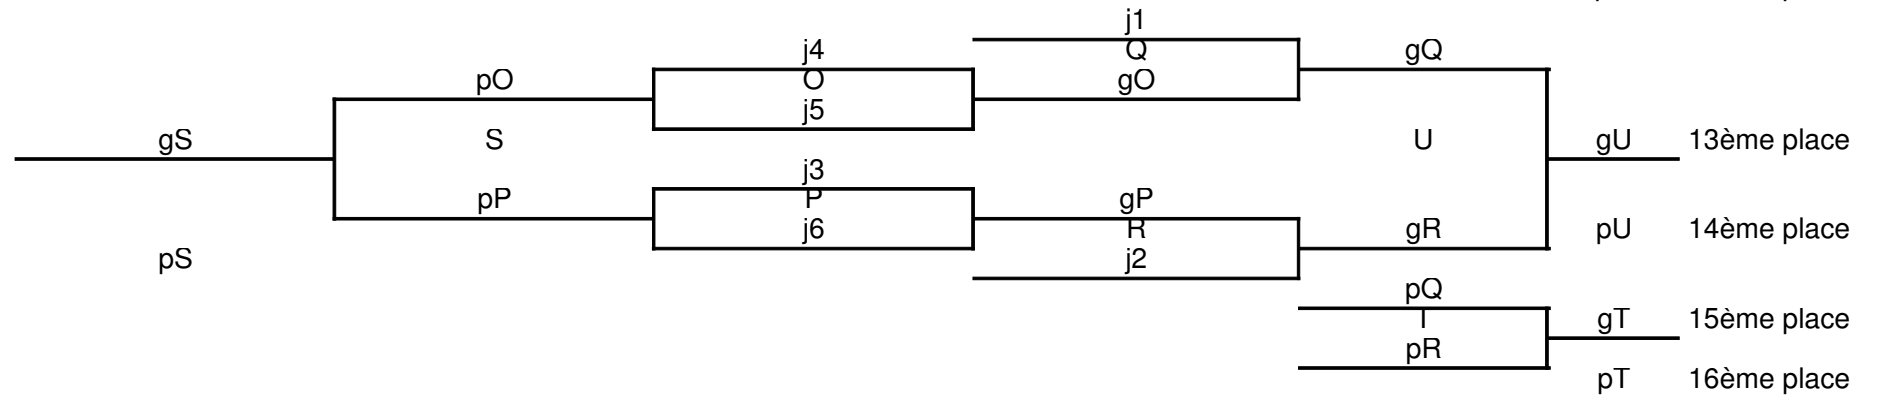 j1
j4
Q
gQ
pO
O
gO
j5
gS
S
U
gU 13ème place
j3
pP
P
gP
j6
R
gR
pU 14ème place
pS
j2
pQ
gT 15ème place
pR
pT 16ème place